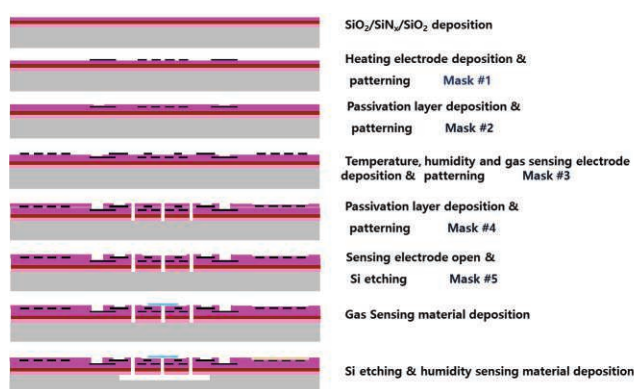 SiO₂/SiNₓ/SiO₂ deposition
Heating electrode deposition &
patterning Mask #1
Passivation layer deposition &
patterning Mask #2
Temperature, humidity and gas sensing electrode
deposition & patterning Mask #3
Passivation layer deposition &
patterning Mask #4
Sensing electrode open &
Si etching Mask #5
Gas Sensing material deposition
Si etching & humidity sensing material deposition